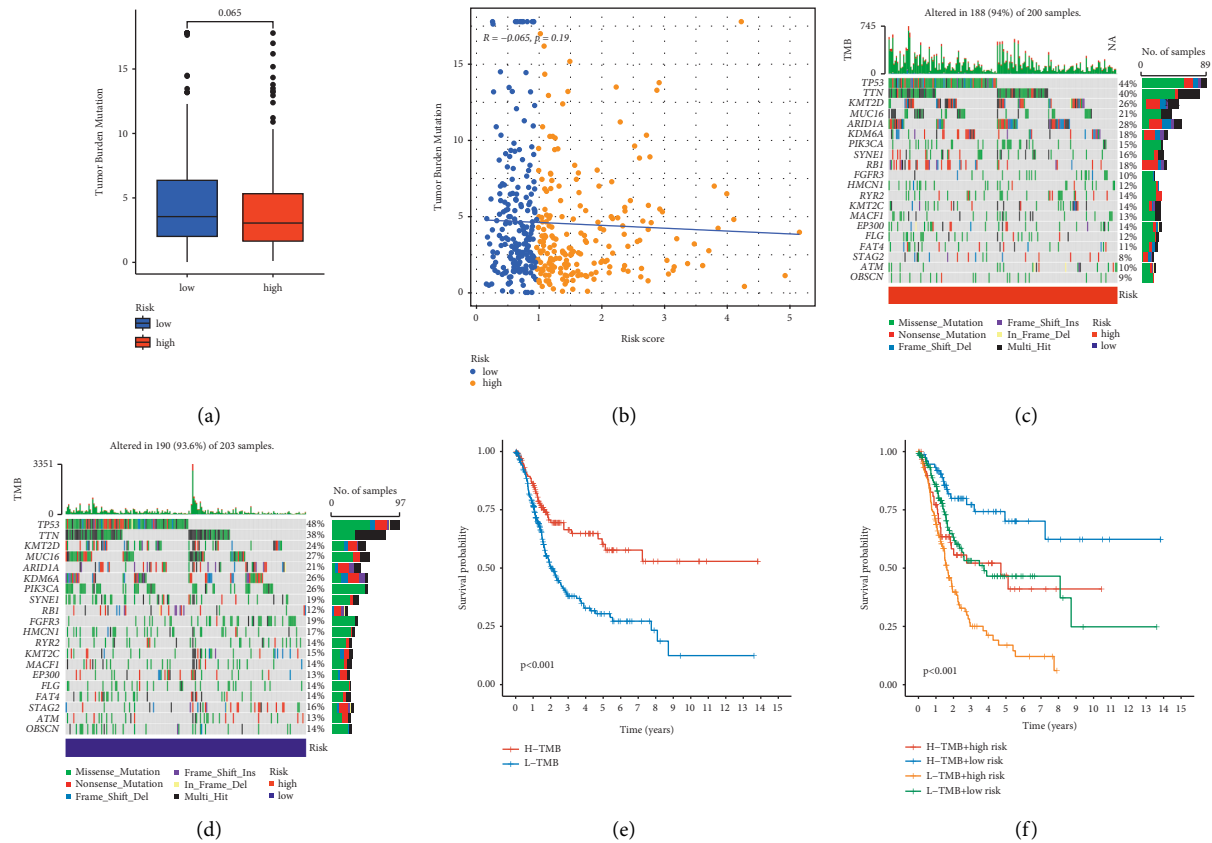 0.065
Tumor Burden Mutation
15
10
5
0
low
high
Risk
low
high
(a)
R = −0.065, p = 0.19
Tumor Burden Mutation
15
10
5
0
0 1 2 3 4 5
Risk score
Risk
low
high
(b)
Altered in 188 (94%) of 200 samples.
745
TMB
0
NA
No. of samples
0 89
TP53 44%
TTN 40%
KMT2D 26%
MUC16 21%
ARID1A 28%
KDM6A 18%
PIK3CA 15%
SYNE1 16%
RB1 18%
FGFR3 10%
HMCN1 12%
RYR2 14%
KMT2C 14%
MACF1 13%
EP300 14%
FLG 12%
FAT4 11%
STAG2 8%
ATM 10%
OBSCN 9%
Risk
Missense_Mutation Frame_Shift_Ins Risk
Nonsense_Mutation In_Frame_Del high
Frame_Shift_Del Multi_Hit low
(c)
Altered in 190 (93.6%) of 203 samples.
3351
TMB
0
No. of samples
0 97
TP53 48%
TTN 38%
KMT2D 24%
MUC16 27%
ARID1A 21%
KDM6A 26%
PIK3CA 26%
SYNE1 19%
RB1 12%
FGFR3 19%
HMCN1 17%
RYR2 14%
KMT2C 15%
MACF1 14%
EP300 13%
FLG 14%
FAT4 14%
STAG2 16%
ATM 13%
OBSCN 14%
Risk
Missense_Mutation Frame_Shift_Ins Risk
Nonsense_Mutation In_Frame_Del high
Frame_Shift_Del Multi_Hit low
(d)
1.00
0.75
0.50
0.25
0.00
Survival probability
p<0.001
0 1 2 3 4 5 6 7 8 9 10 11 12 13 14 15
Time (years)
H−TMB
L−TMB
(e)
1.00
0.75
0.50
0.25
0.00
Survival probability
p<0.001
0 1 2 3 4 5 6 7 8 9 10 11 12 13 14 15
Time (years)
H−TMB+high risk
H−TMB+low risk
L−TMB+high risk
L−TMB+low risk
(f)